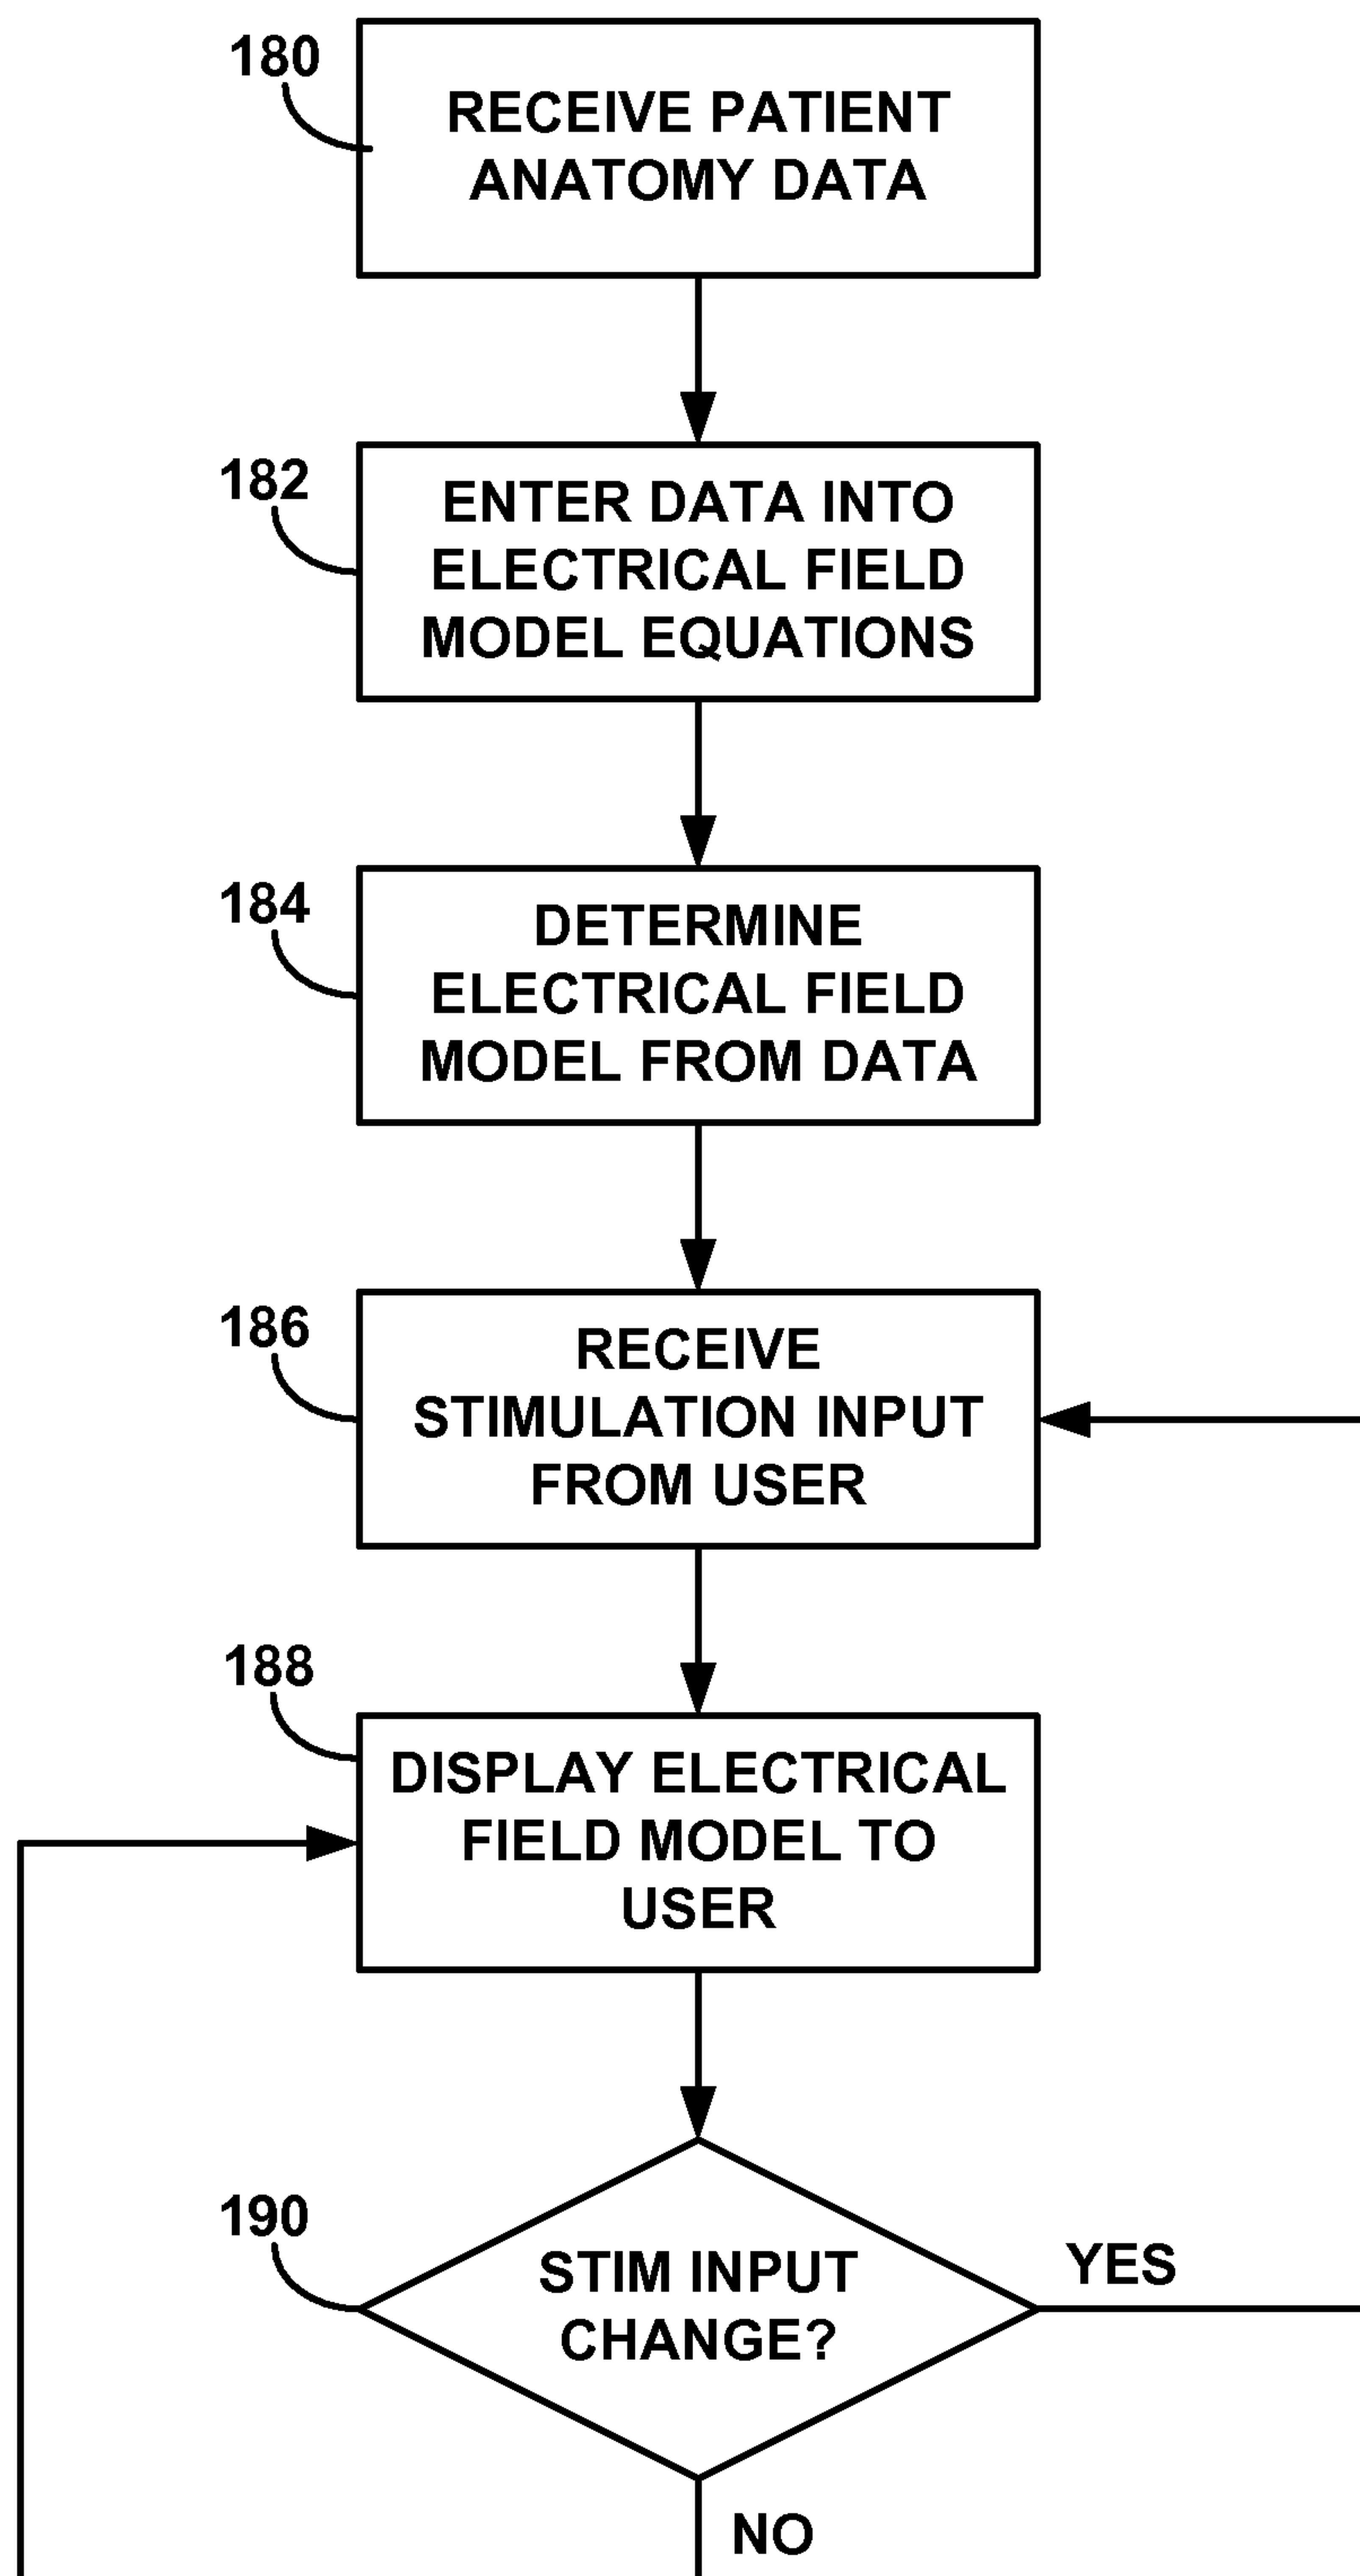 180
RECEIVE PATIENT
ANATOMY DATA
182
ENTER DATA INTO
ELECTRICAL FIELD
MODEL EQUATIONS
184
DETERMINE
ELECTRICAL FIELD
MODEL FROM DATA
186
RECEIVE
STIMULATION INPUT
FROM USER
188
DISPLAY ELECTRICAL
FIELD MODEL TO
USER
190
STIM INPUT
CHANGE?
YES
NO